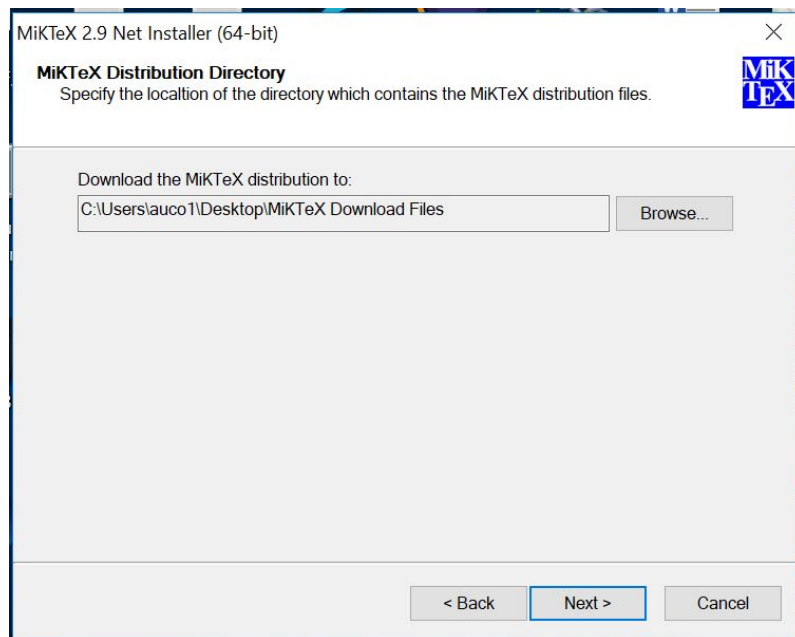 MiKTeX 2.9 Net Installer (64-bit)
MiKTeX Distribution Directory
Specify the localtion of the directory which contains the MiKTeX distribution files.
MiK
TEX
Download the MiKTeX distribution to:
C:\Users\auco1\Desktop\MiKTeX Download Files
Browse...
< Back
Next >
Cancel